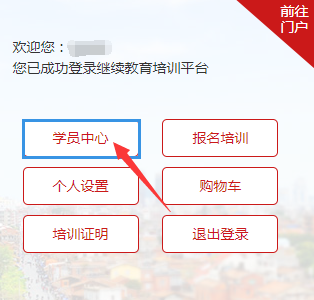 前往
门户
欢迎您：
您已成功登录继续教育培训平台
学员中心 报名培训
个人设置 购物车
培训证明 退出登录